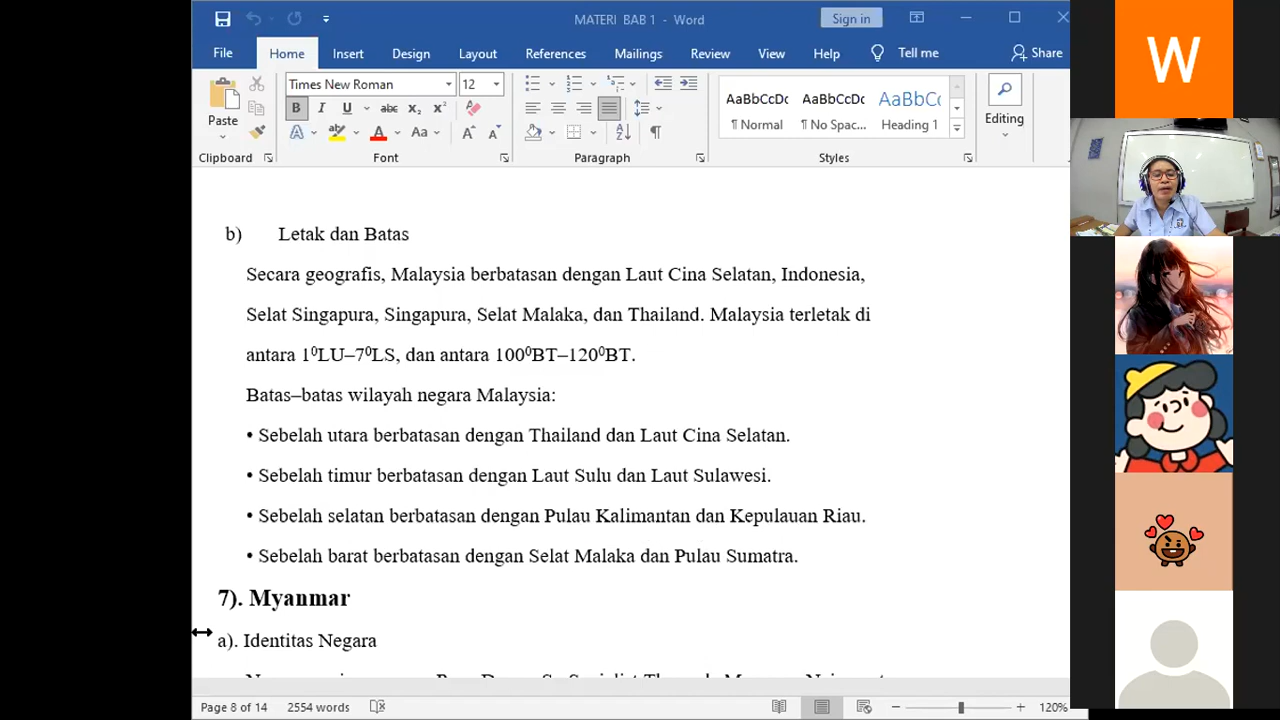 MATERI BAB 1 - Word
Sign in
File Home Insert Design Layout References Mailings Review View Help Tell me Share
Times New Roman 12
Paste
B I U abc x₂ x²
A aby A Aa A A
AaBbCcDc AaBbCcDc AaBbCc
¶ Normal ¶ No Spac... Heading 1
Editing
Clipboard Font Paragraph Styles
b) Letak dan Batas
Secara geografis, Malaysia berbatasan dengan Laut Cina Selatan, Indonesia,
Selat Singapura, Singapura, Selat Malaka, dan Thailand. Malaysia terletak di
antara 1⁰LU–7⁰LS, dan antara 100⁰BT–120⁰BT.
Batas–batas wilayah negara Malaysia:
• Sebelah utara berbatasan dengan Thailand dan Laut Cina Selatan.
• Sebelah timur berbatasan dengan Laut Sulu dan Laut Sulawesi.
• Sebelah selatan berbatasan dengan Pulau Kalimantan dan Kepulauan Riau.
• Sebelah barat berbatasan dengan Selat Malaka dan Pulau Sumatra.
7). Myanmar
a). Identitas Negara
Page 8 of 14 2554 words 120%
W